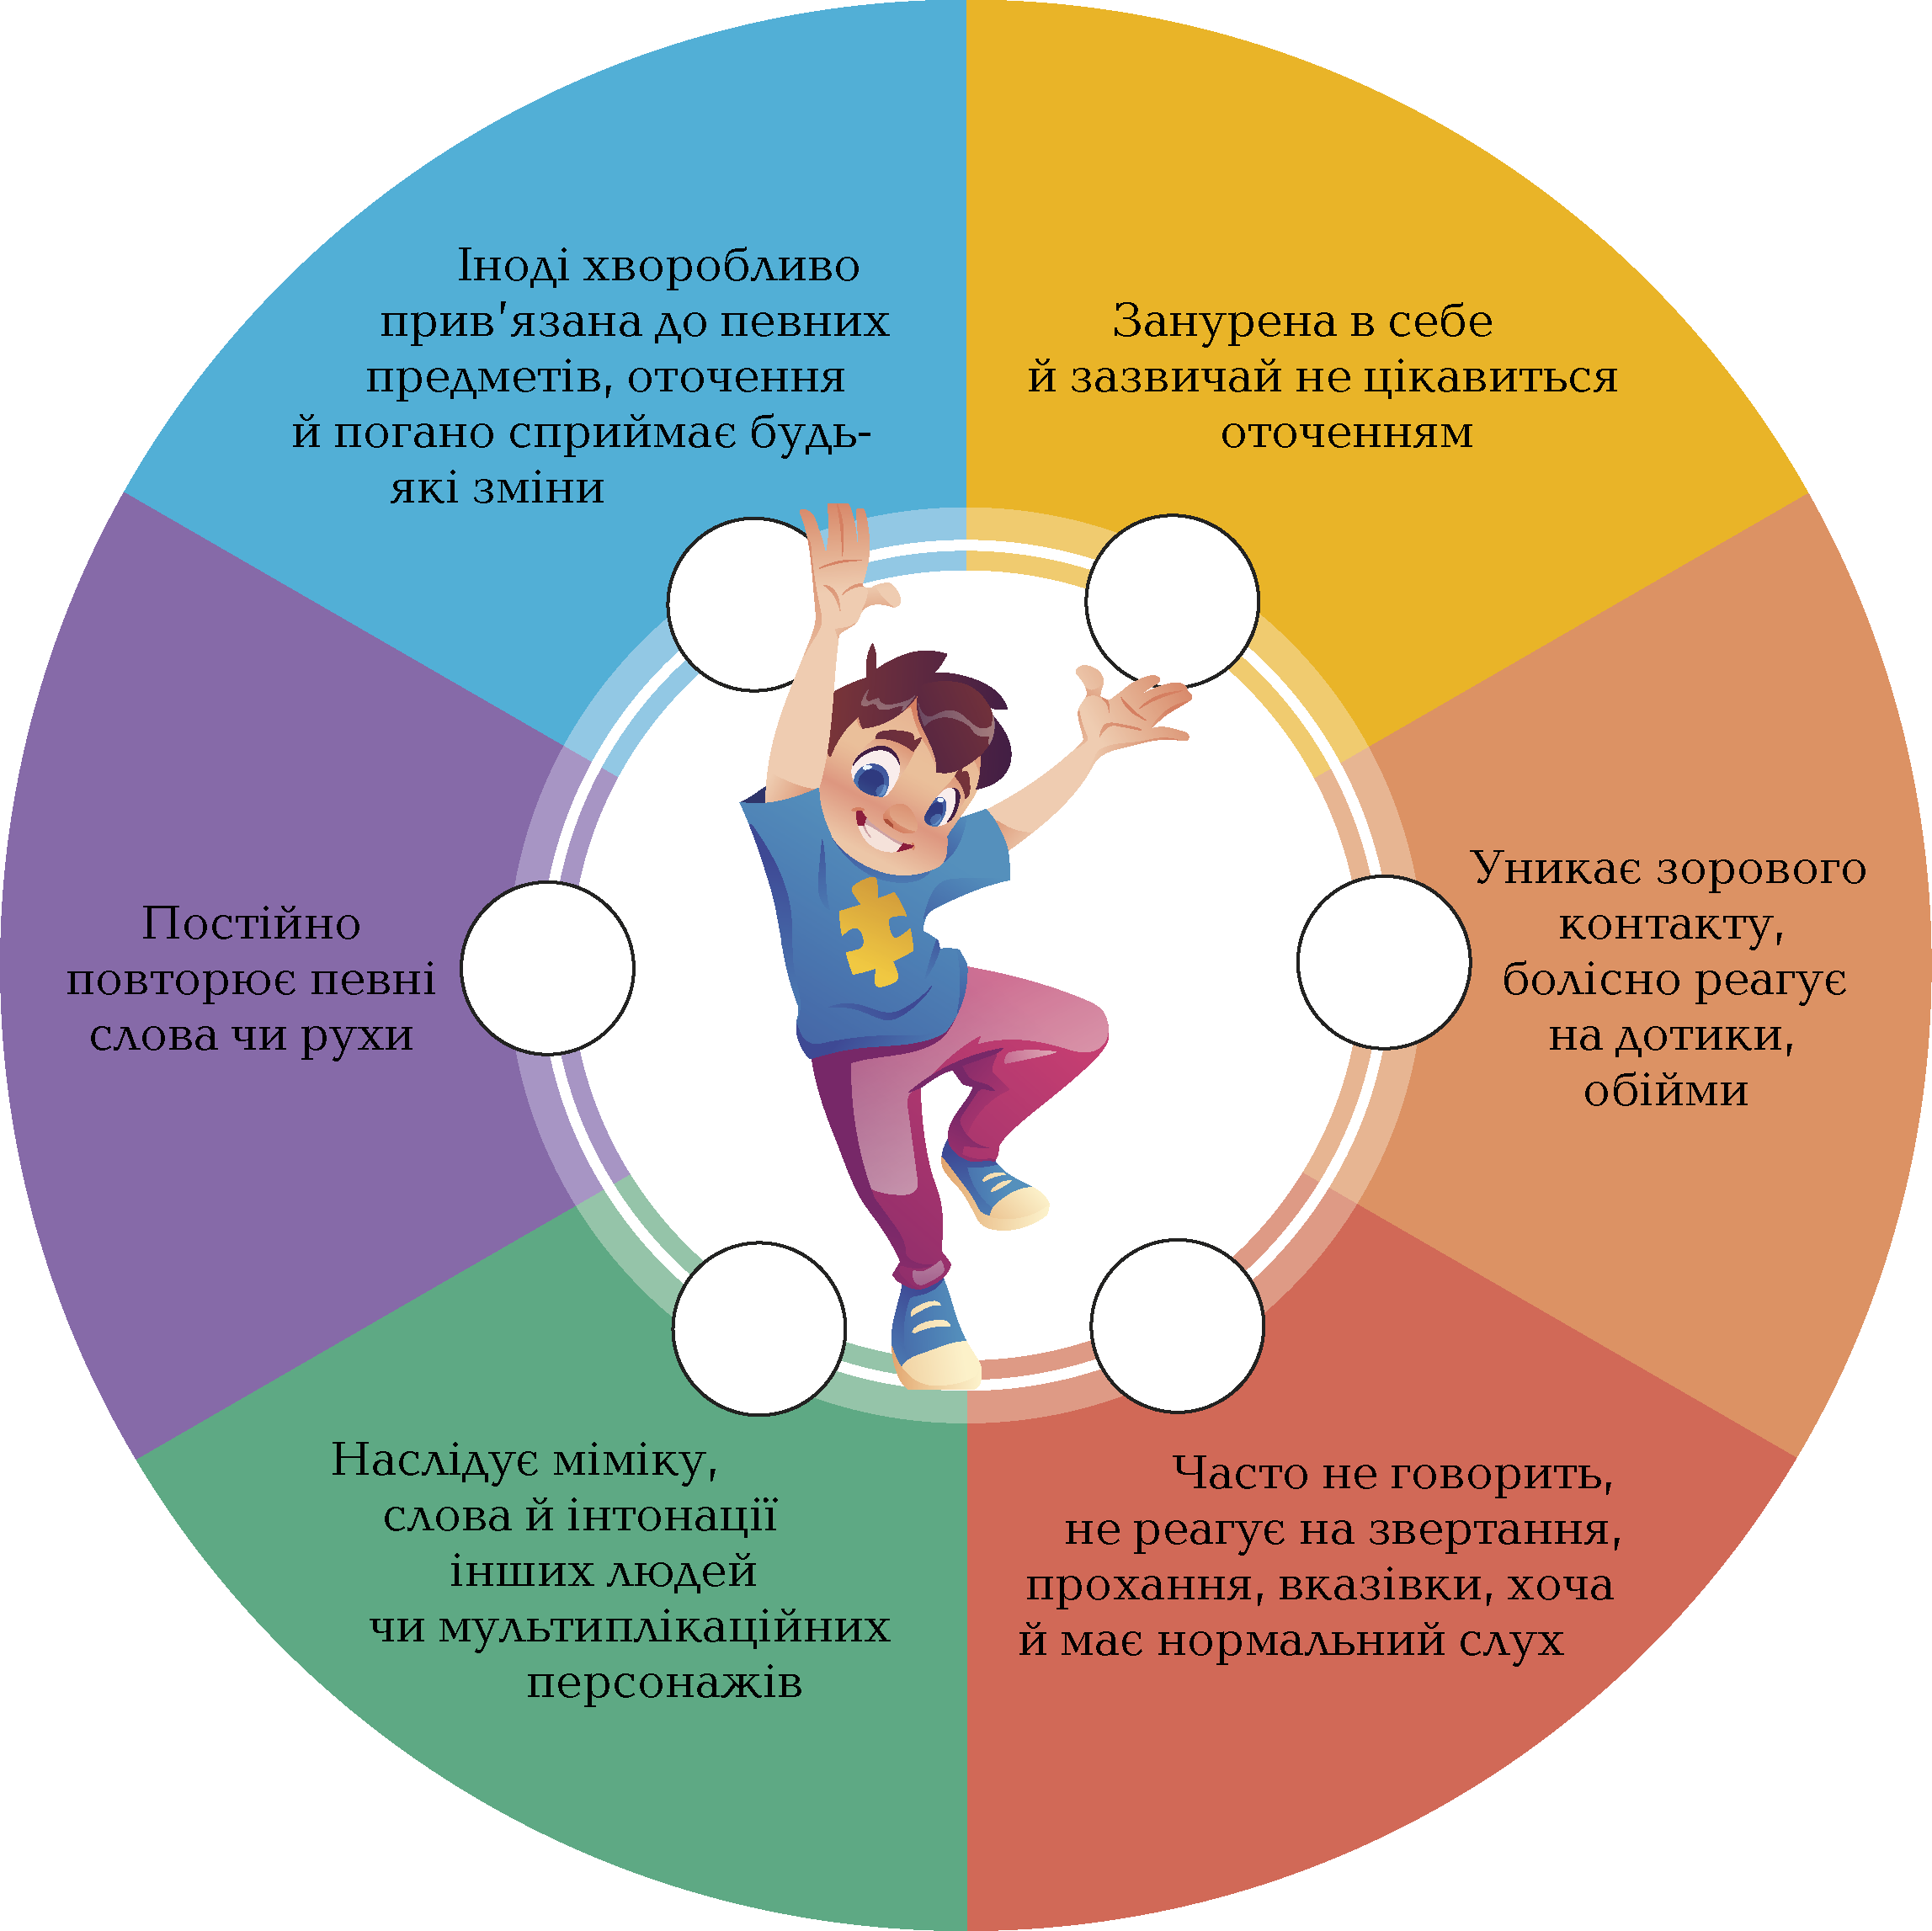 Іноді хворобливо
прив’язана до певних
предметів, оточення
й погано сприймає будь-
які зміни
Занурена в себе
й зазвичай не цікавиться
оточенням
Уникає зорового
контакту,
болісно реагує
на дотики,
обійми
Часто не говорить,
не реагує на звертання,
прохання, вказівки, хоча
й має нормальний слух
Наслідує міміку,
слова й інтонації
інших людей
чи мультиплікаційних
персонажів
Постійно
повторює певні
слова чи рухи